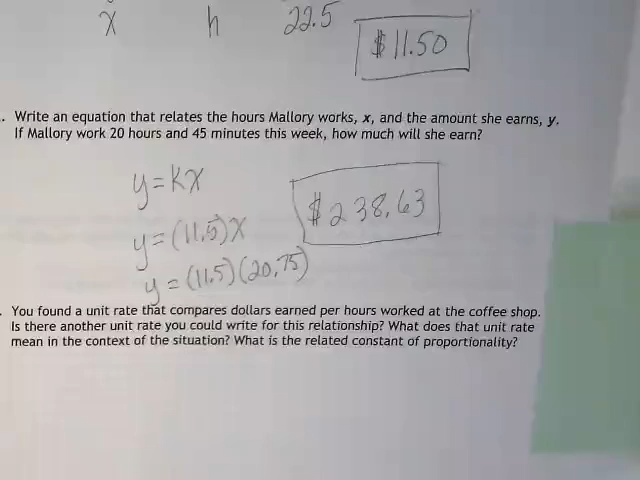 x h 22.5
$11.50
. Write an equation that relates the hours Mallory works, x, and the amount she earns, y.
If Mallory work 20 hours and 45 minutes this week, how much will she earn?
y=kx
$238.63
y=(11.5)x
y=(11.5)(20.75)
. You found a unit rate that compares dollars earned per hours worked at the coffee shop.
Is there another unit rate you could write for this relationship? What does that unit rate
mean in the context of the situation? What is the related constant of proportionality?